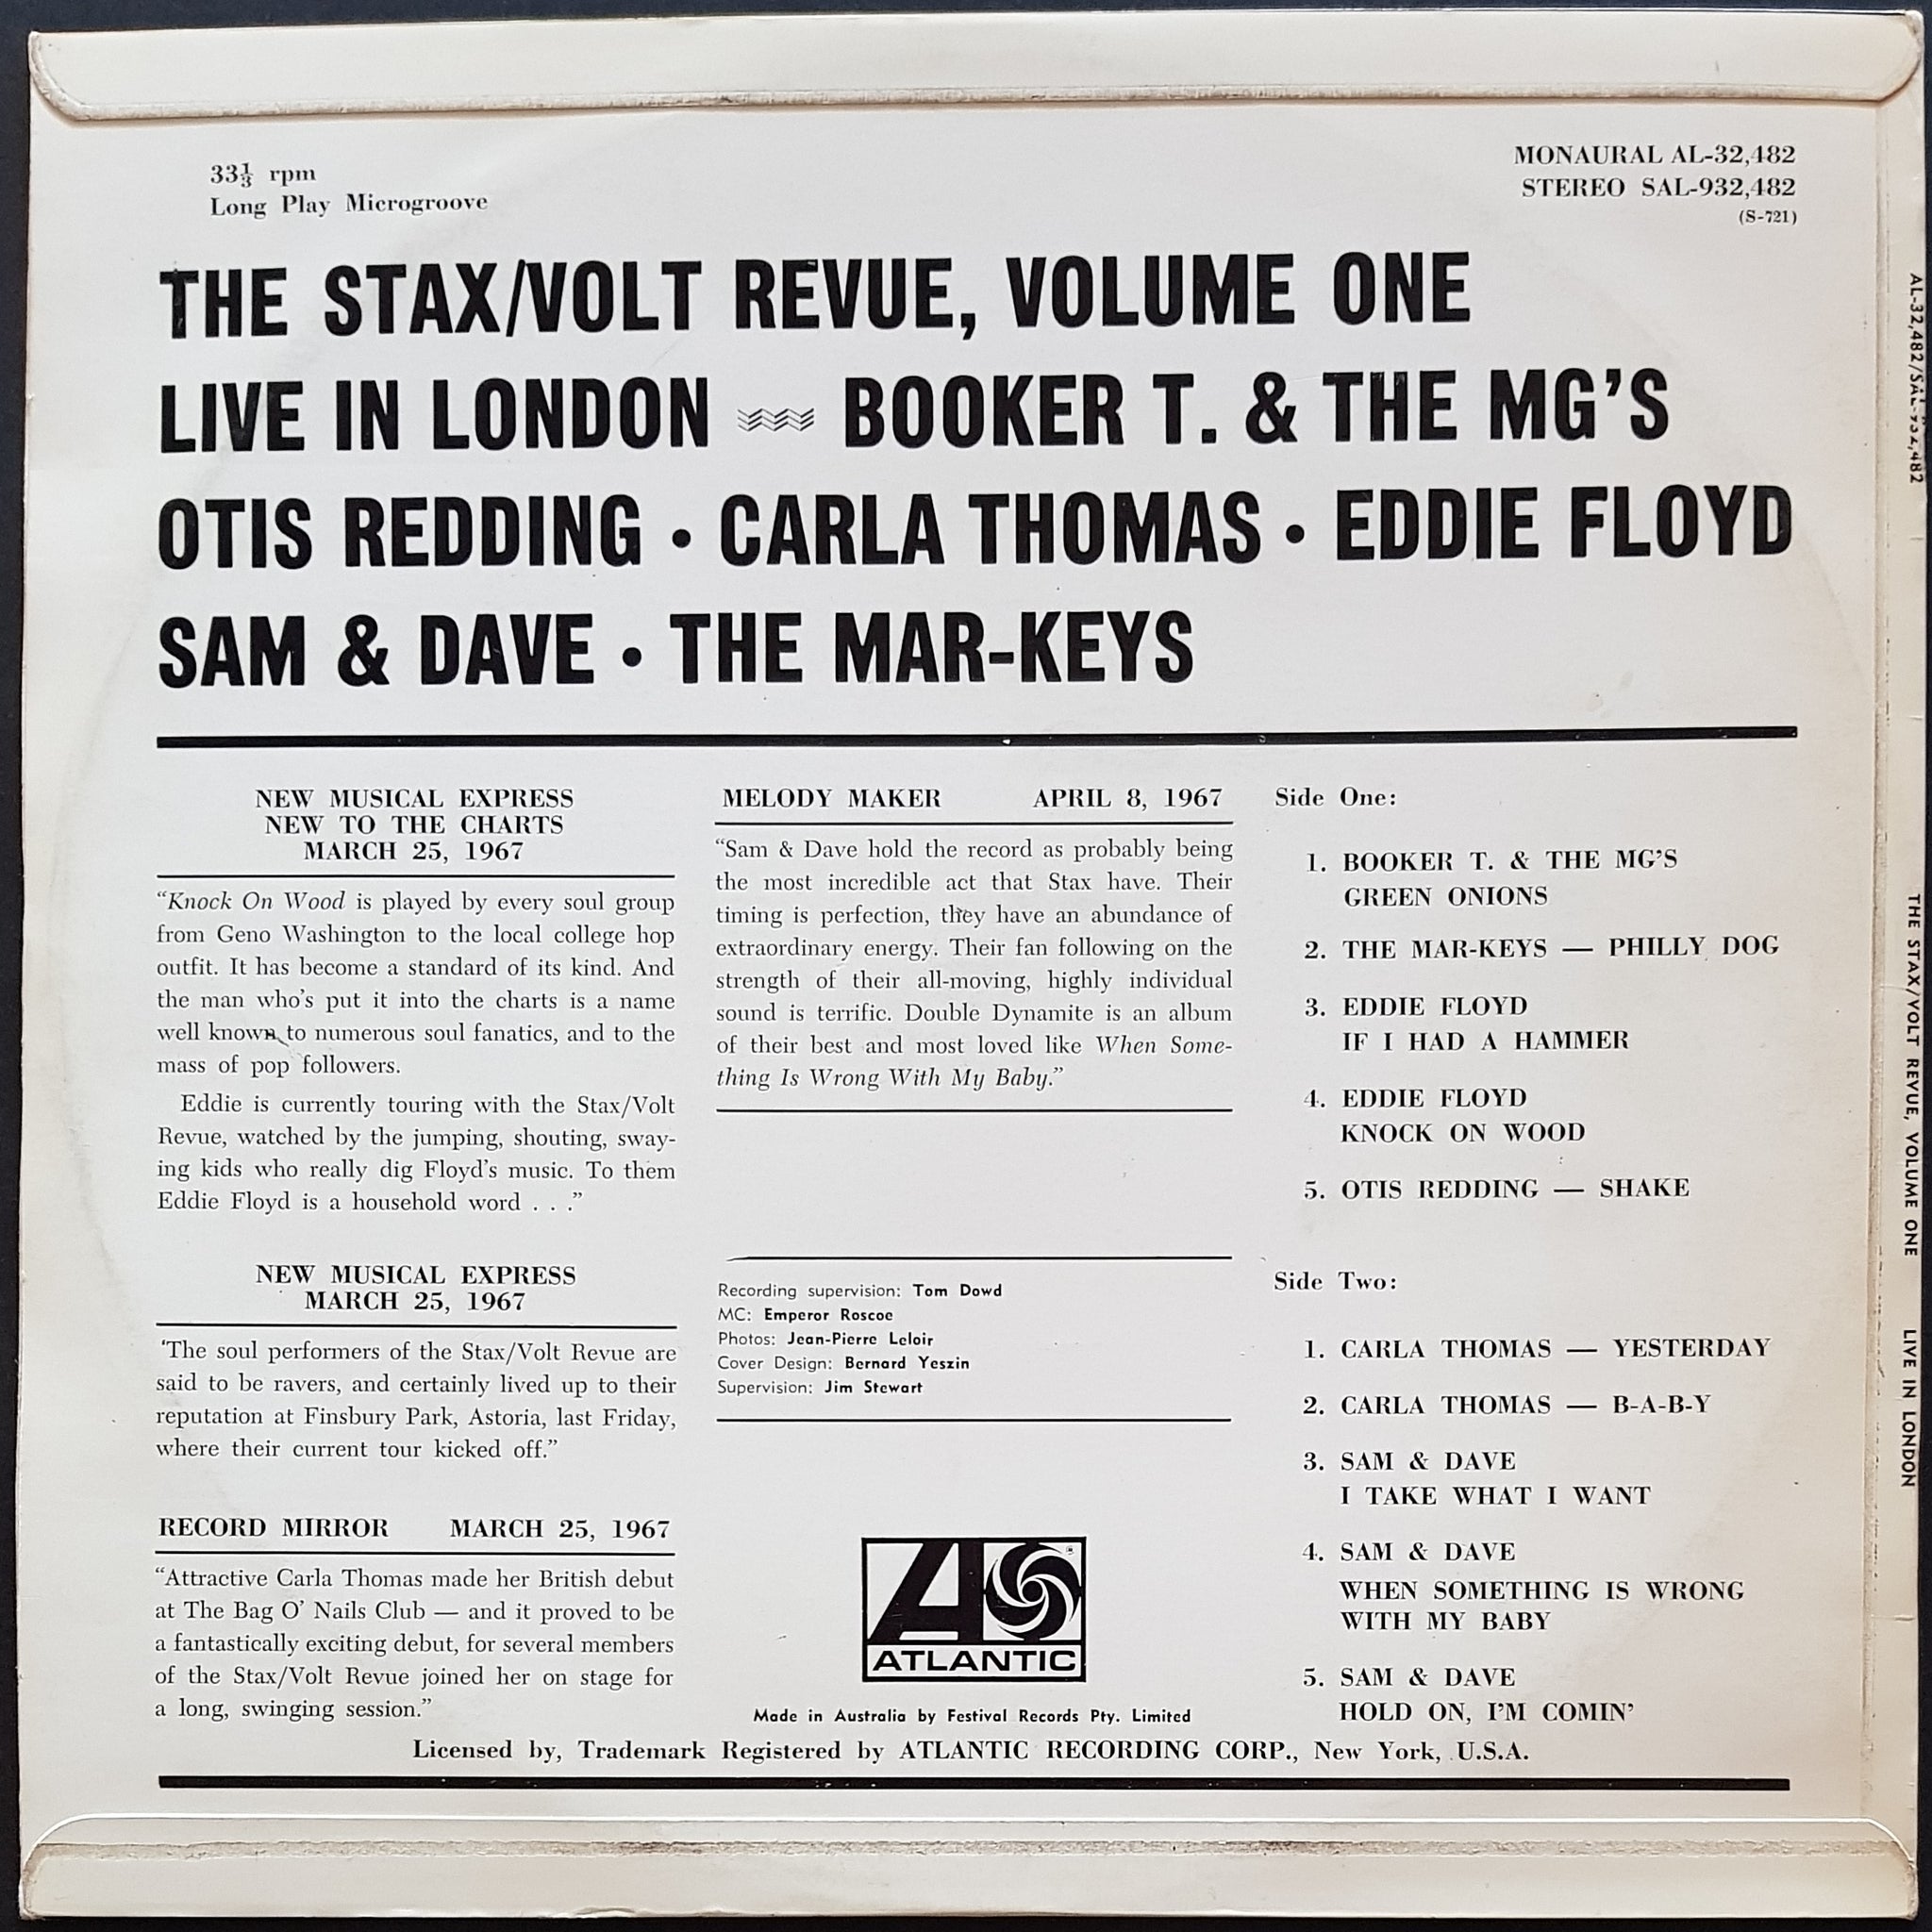 33⅓ rpm
Long Play Microgroove
MONAURAL AL-32,482
STEREO SAL-932,482
(S-721)
THE STAX/VOLT REVUE, VOLUME ONE
LIVE IN LONDON BOOKER T. & THE MG'S
OTIS REDDING • CARLA THOMAS • EDDIE FLOYD
SAM & DAVE • THE MAR-KEYS
NEW MUSICAL EXPRESS
NEW TO THE CHARTS
MARCH 25, 1967
“Knock On Wood is played by every soul group
from Geno Washington to the local college hop
outfit. It has become a standard of its kind. And
the man who’s put it into the charts is a name
well known to numerous soul fanatics, and to the
mass of pop followers.
Eddie is currently touring with the Stax/Volt
Revue, watched by the jumping, shouting, sway-
ing kids who really dig Floyd’s music. To them
Eddie Floyd is a household word . . .”
NEW MUSICAL EXPRESS
MARCH 25, 1967
‘The soul performers of the Stax/Volt Revue are
said to be ravers, and certainly lived up to their
reputation at Finsbury Park, Astoria, last Friday,
where their current tour kicked off.”
RECORD MIRROR MARCH 25, 1967
“Attractive Carla Thomas made her British debut
at The Bag O’ Nails Club — and it proved to be
a fantastically exciting debut, for several members
of the Stax/Volt Revue joined her on stage for
a long, swinging session.”
MELODY MAKER APRIL 8, 1967
“Sam & Dave hold the record as probably being
the most incredible act that Stax have. Their
timing is perfection, they have an abundance of
extraordinary energy. Their fan following on the
strength of their all-moving, highly individual
sound is terrific. Double Dynamite is an album
of their best and most loved like When Some-
thing Is Wrong With My Baby.”
Recording supervision: Tom Dowd
MC: Emperor Roscoe
Photos: Jean-Pierre Leloir
Cover Design: Bernard Yeszin
Supervision: Jim Stewart
A
ATLANTIC
Made in Australia by Festival Records Pty. Limited
Side One:
1. BOOKER T. & THE MG’S
GREEN ONIONS
2. THE MAR-KEYS — PHILLY DOG
3. EDDIE FLOYD
IF I HAD A HAMMER
4. EDDIE FLOYD
KNOCK ON WOOD
5. OTIS REDDING — SHAKE
Side Two:
1. CARLA THOMAS — YESTERDAY
2. CARLA THOMAS — B-A-B-Y
3. SAM & DAVE
I TAKE WHAT I WANT
4. SAM & DAVE
WHEN SOMETHING IS WRONG
WITH MY BABY
5. SAM & DAVE
HOLD ON, I’M COMIN’
Licensed by, Trademark Registered by ATLANTIC RECORDING CORP., New York, U.S.A.
AL-32,482/SAL-932,482
THE STAX/VOLT REVUE, VOLUME ONE
LIVE IN LONDON